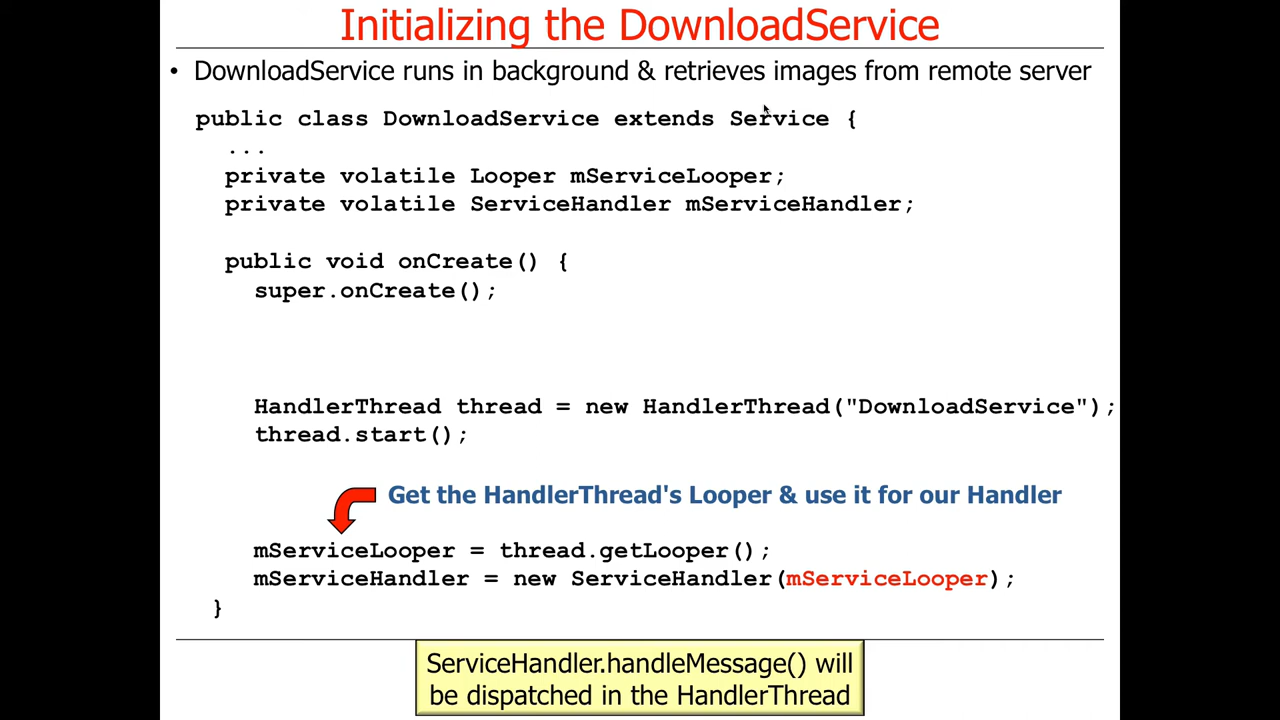 Initializing the DownloadService
• DownloadService runs in background & retrieves images from remote server
public class DownloadService extends Service {
...
private volatile Looper mServiceLooper;
private volatile ServiceHandler mServiceHandler;
public void onCreate() {
super.onCreate();
HandlerThread thread = new HandlerThread("DownloadService");
thread.start();
Get the HandlerThread's Looper & use it for our Handler
mServiceLooper = thread.getLooper();
mServiceHandler = new ServiceHandler(mServiceLooper);
}
ServiceHandler.handleMessage() will
be dispatched in the HandlerThread